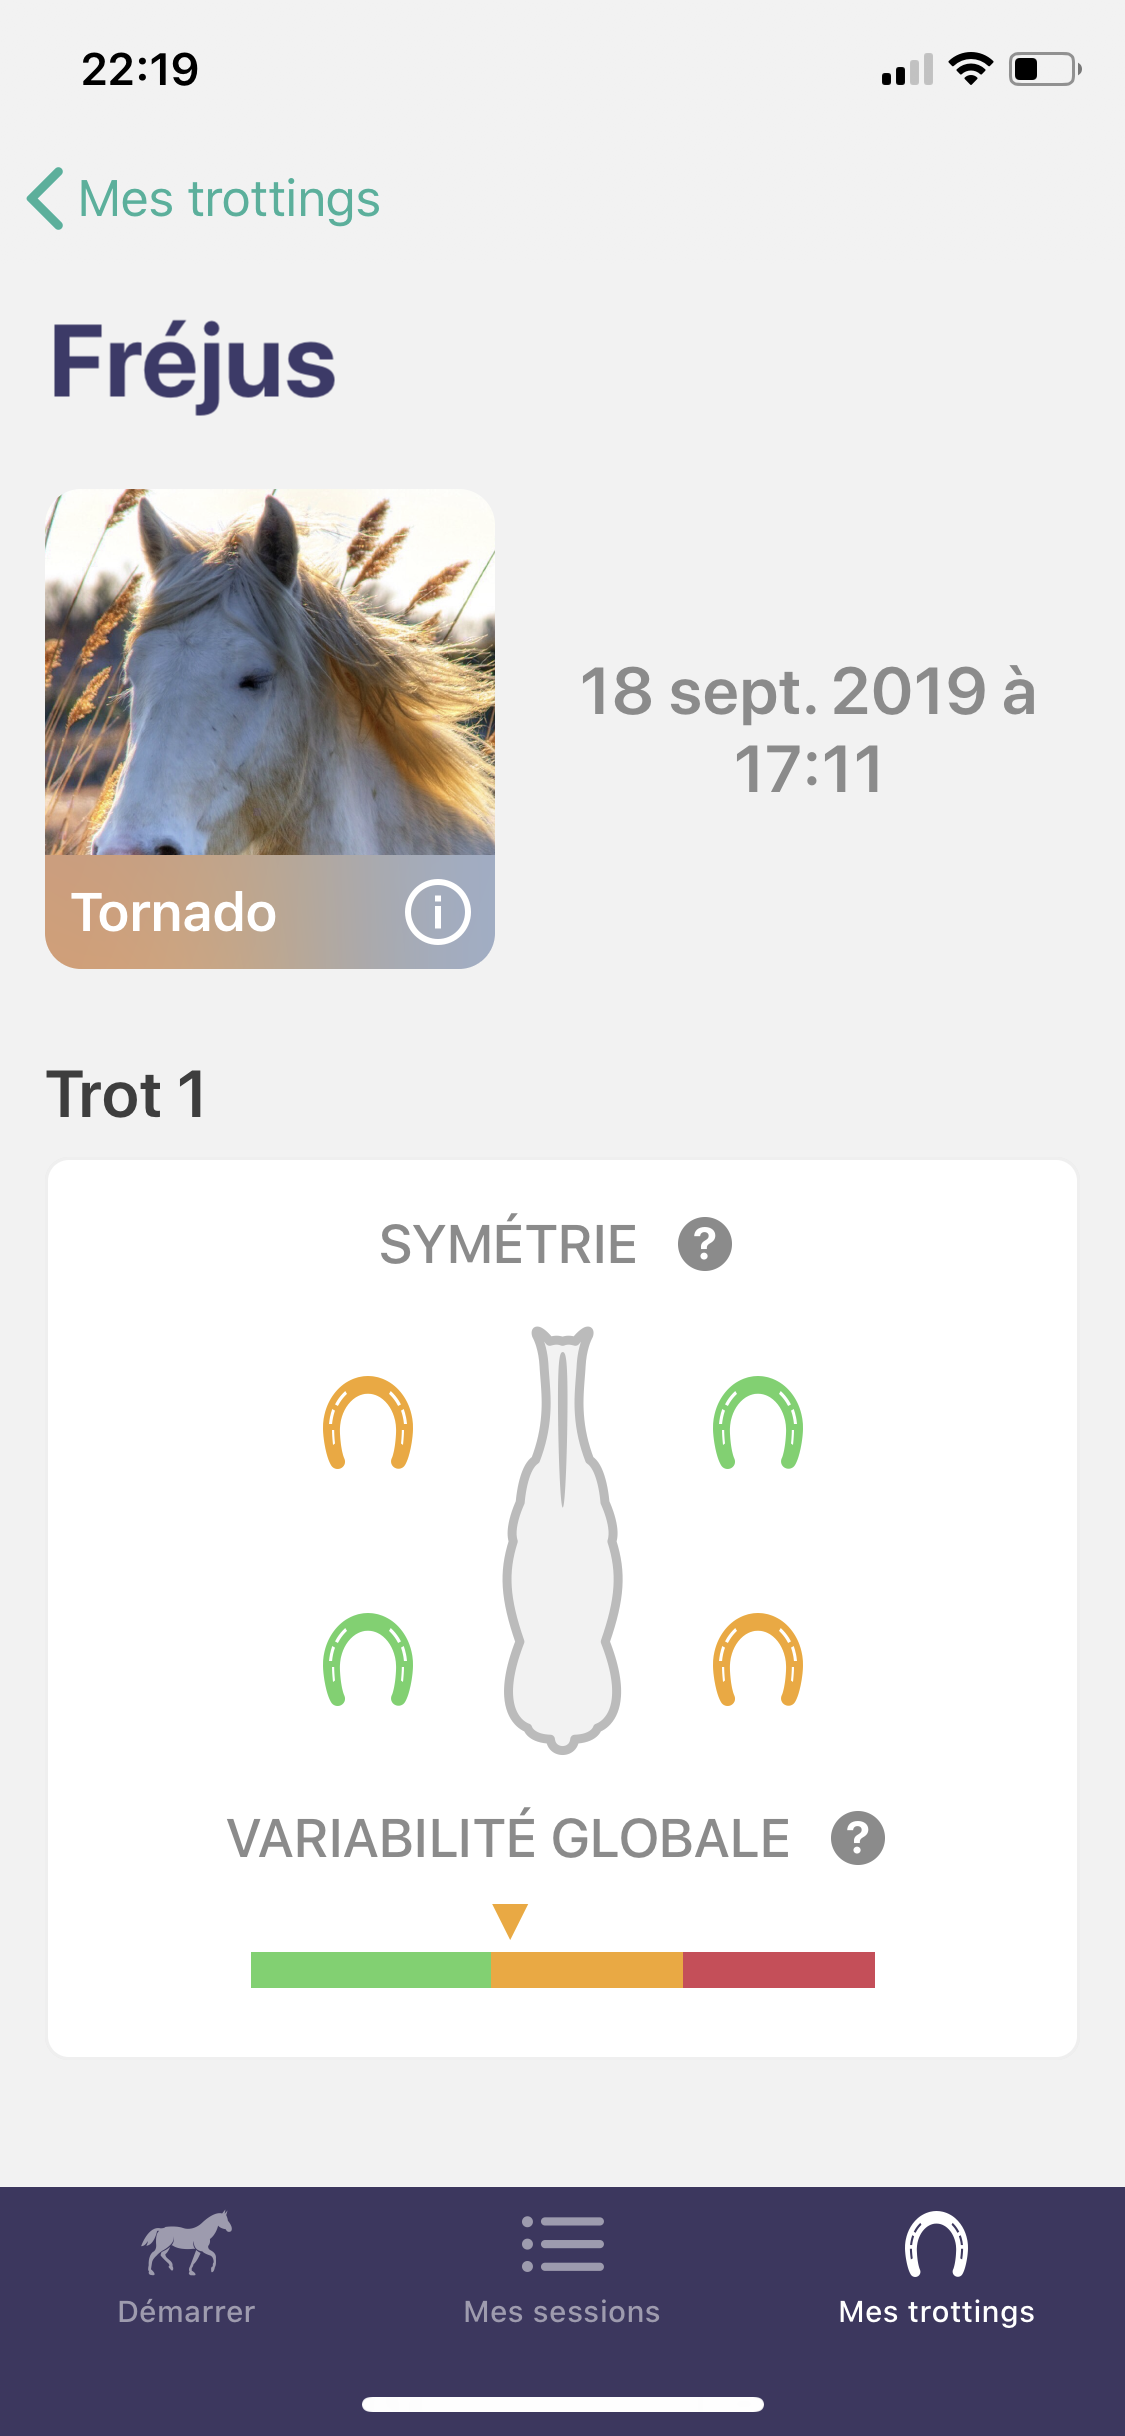 22:19
Mes trottings
Fréjus
18 sept. 2019 à
17:11
Tornado
Trot 1
SYMÉTRIE ?
VARIABILITÉ GLOBALE ?
Démarrer
Mes sessions
Mes trottings